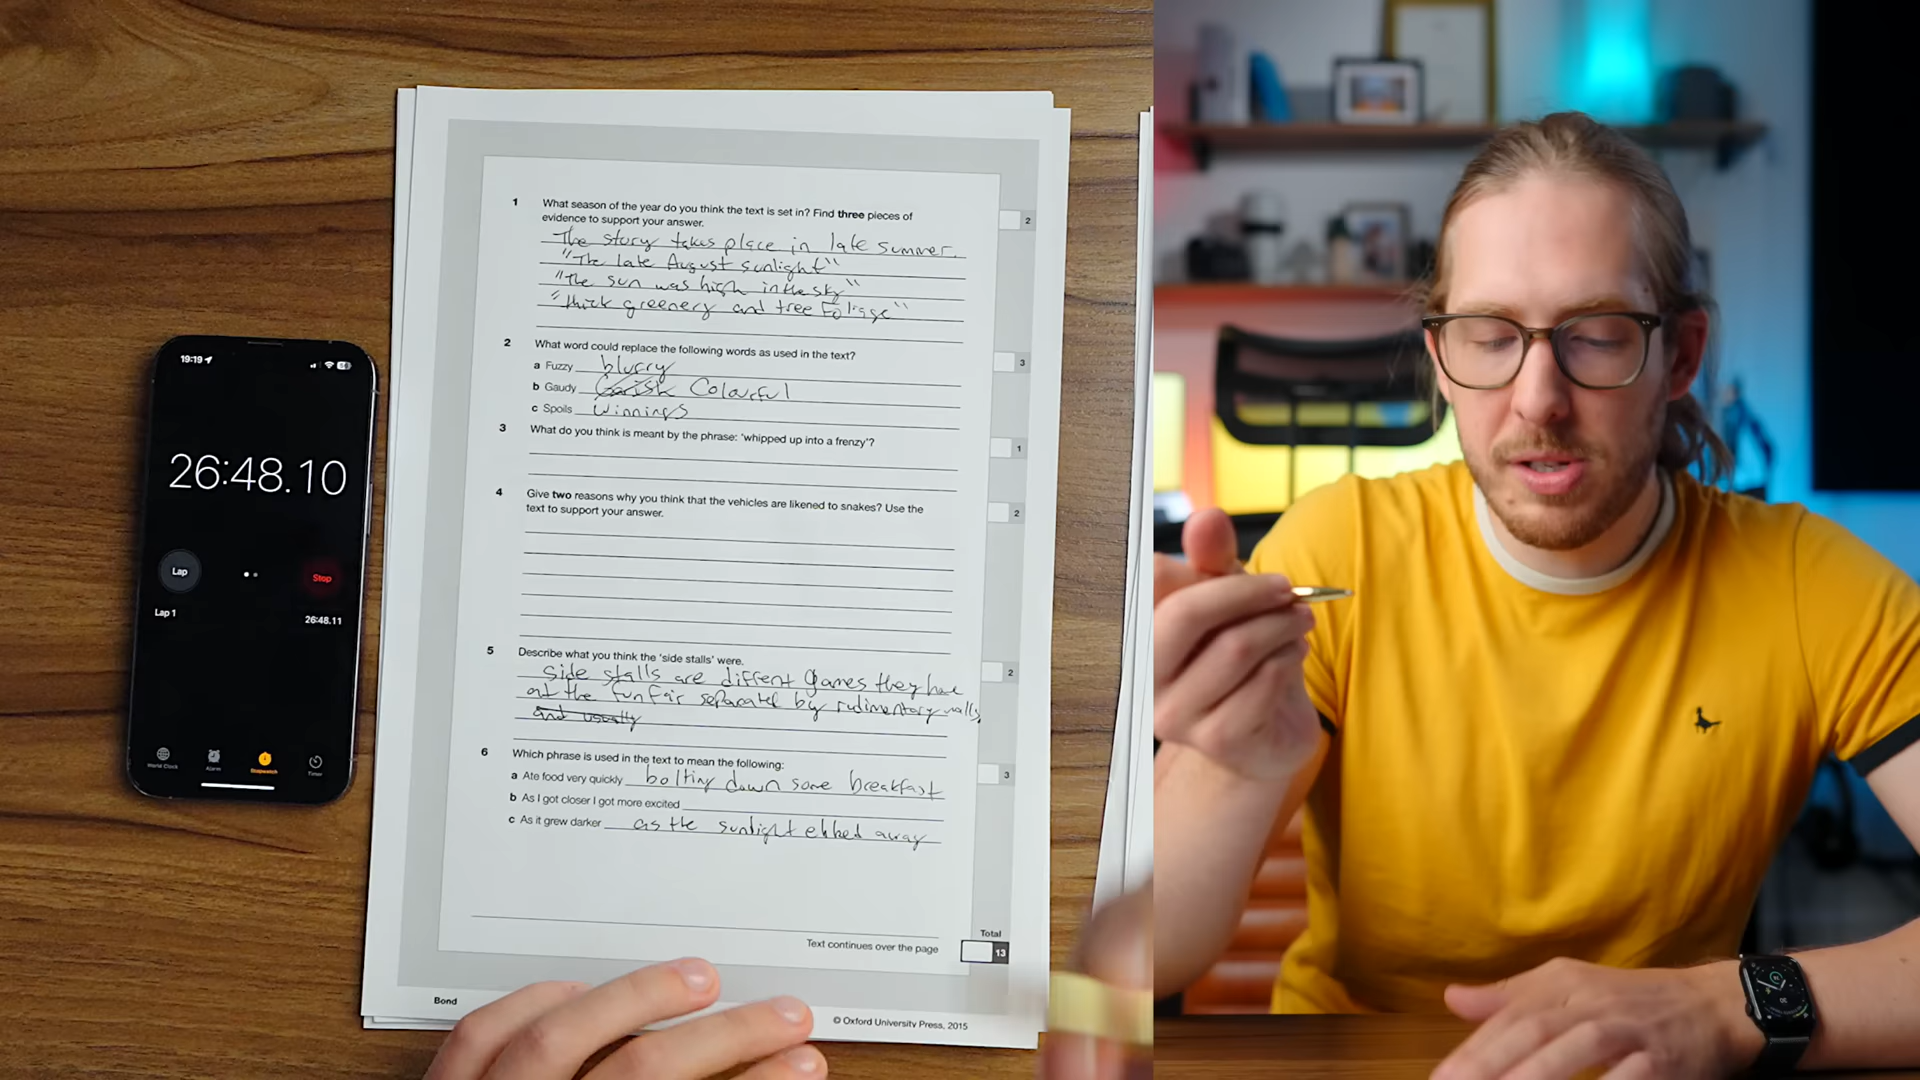 19:19
26:48.10
Lap
Stop
Lap 1
26:48.11
World Clock
Alarm
Stopwatch
Timer
1 What season of the year do you think the text is set in? Find three pieces of
evidence to support your answer.
2
The story takes place in late summer.
"The late August sunlight"
"The sun was high in the sky"
"thick greenery and tree foliage"
2 What word could replace the following words as used in the text?
3
a Fuzzy blurry
b Gaudy Colourful
c Spoils winnings
3 What do you think is meant by the phrase: 'whipped up into a frenzy'?
1
4 Give two reasons why you think that the vehicles are likened to snakes? Use the
text to support your answer.
2
5 Describe what you think the 'side stalls' were.
2
Side stalls are diffent games they have
at the funfair separated by rudimentary walls
and usually
6 Which phrase is used in the text to mean the following:
3
a Ate food very quickly bolting down some breakfast
b As I got closer I got more excited
c As it grew darker as the sunlight ebbed away
Total
13
Text continues over the page
Bond
© Oxford University Press, 2015